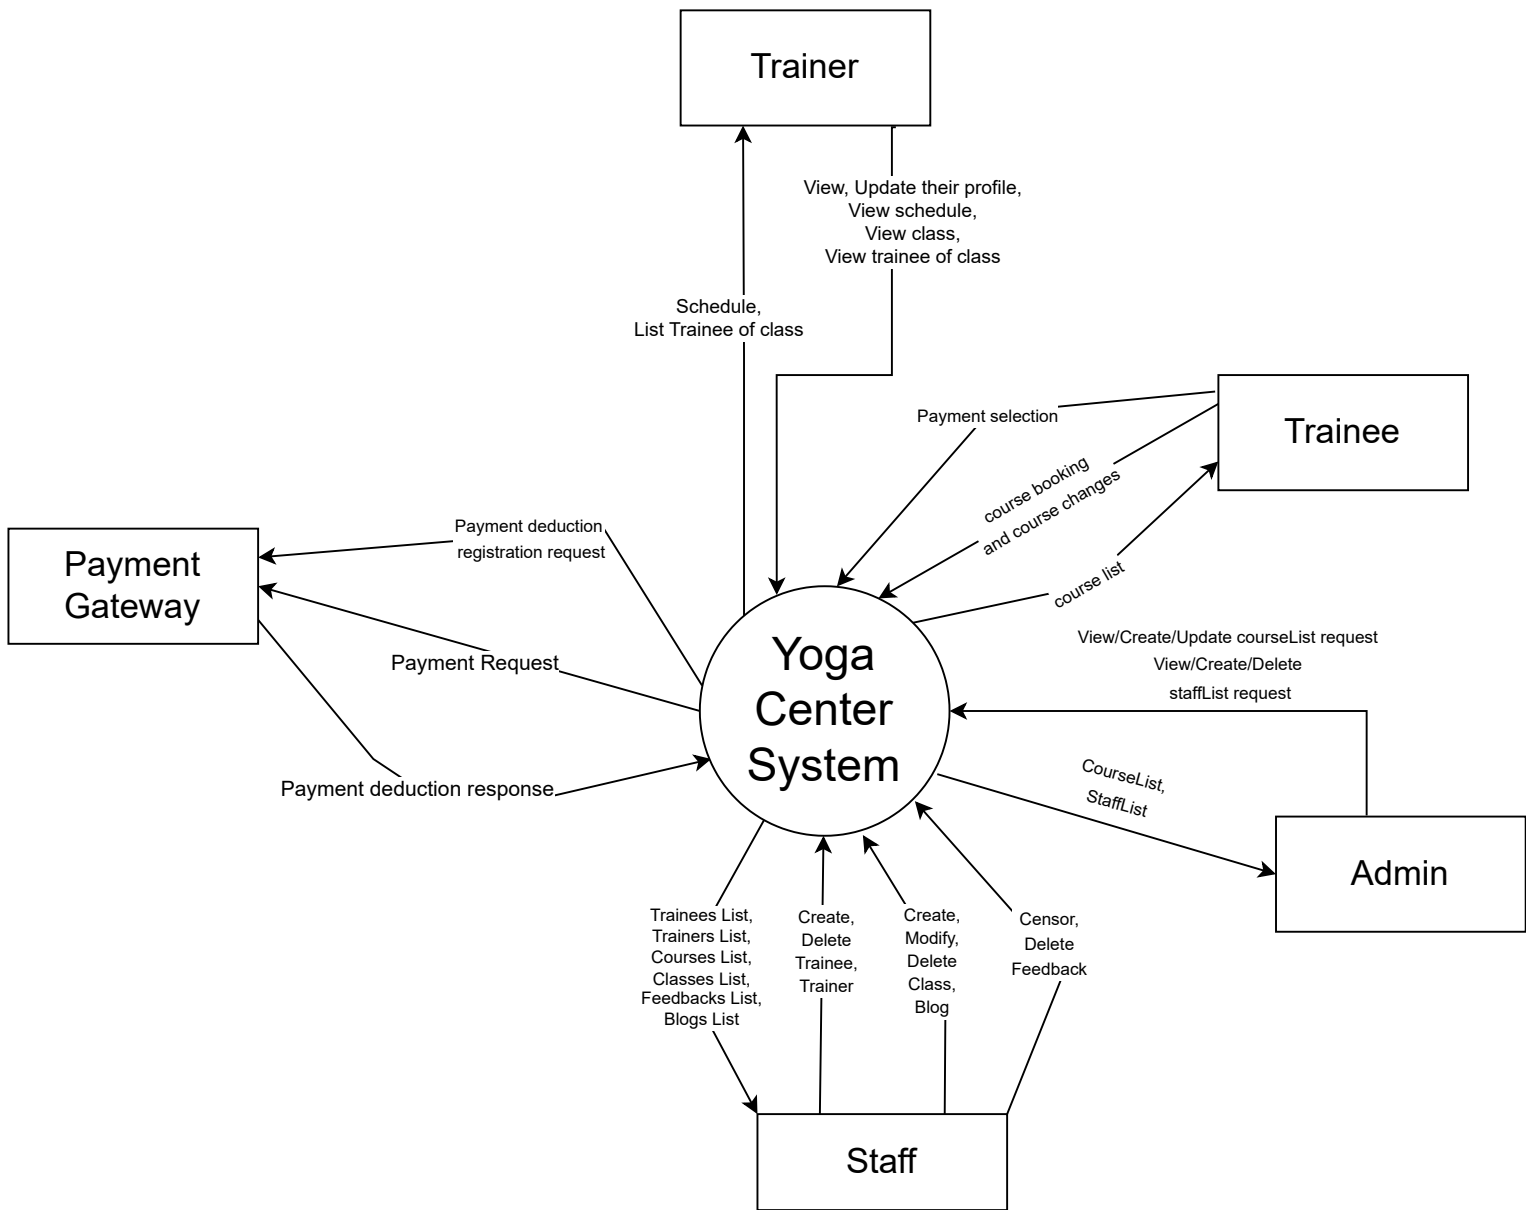 Trainer
View, Update their profile,
View schedule,
View class,
View trainee of class
Schedule,
List Trainee of class
Payment selection
Trainee
course booking
and course changes
course list
Payment deduction
registration request
Payment
Gateway
Payment Request
Payment deduction response
Yoga
Center
System
View/Create/Update courseList request
View/Create/Delete
staffList request
CourseList,
StaffList
Admin
Trainees List,
Trainers List,
Courses List,
Classes List,
Feedbacks List,
Blogs List
Create,
Delete
Trainee,
Trainer
Create,
Modify,
Delete
Class,
Blog
Censor,
Delete
Feedback
Staff